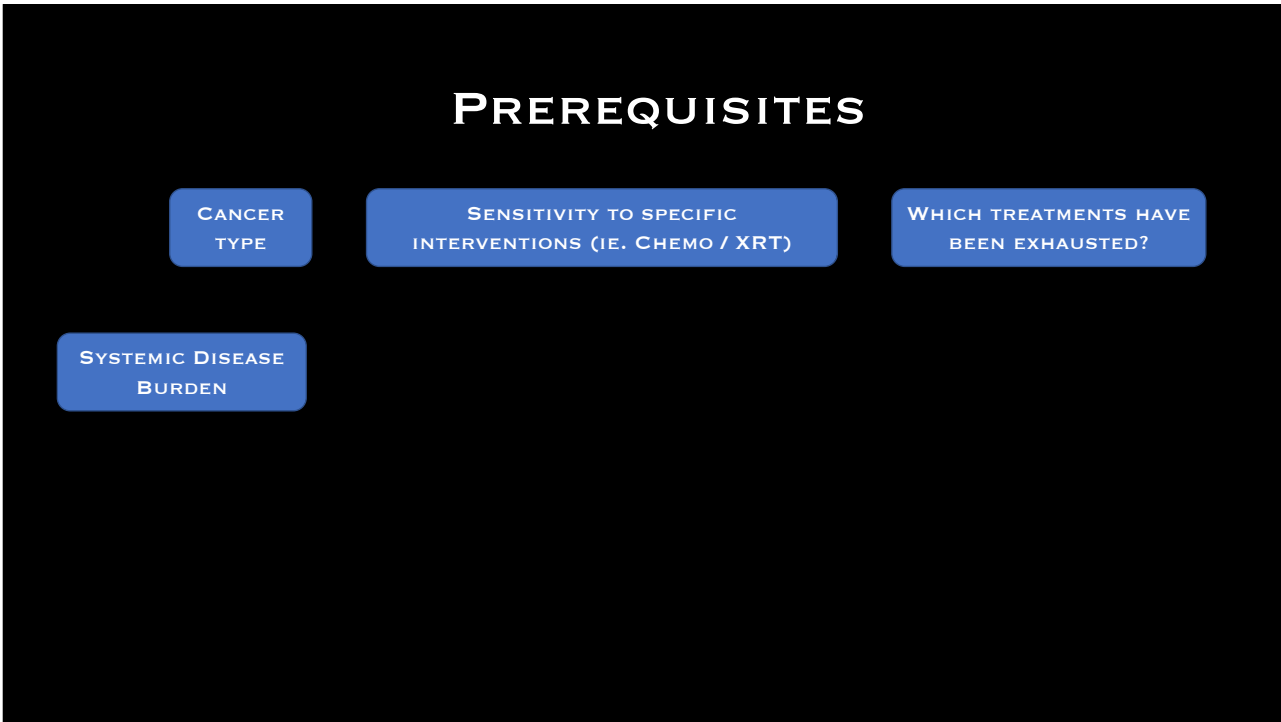 Prerequisites
Cancer
type
Sensitivity to specific
interventions (ie. Chemo / XRT)
Which treatments have
been exhausted?
Systemic Disease
Burden